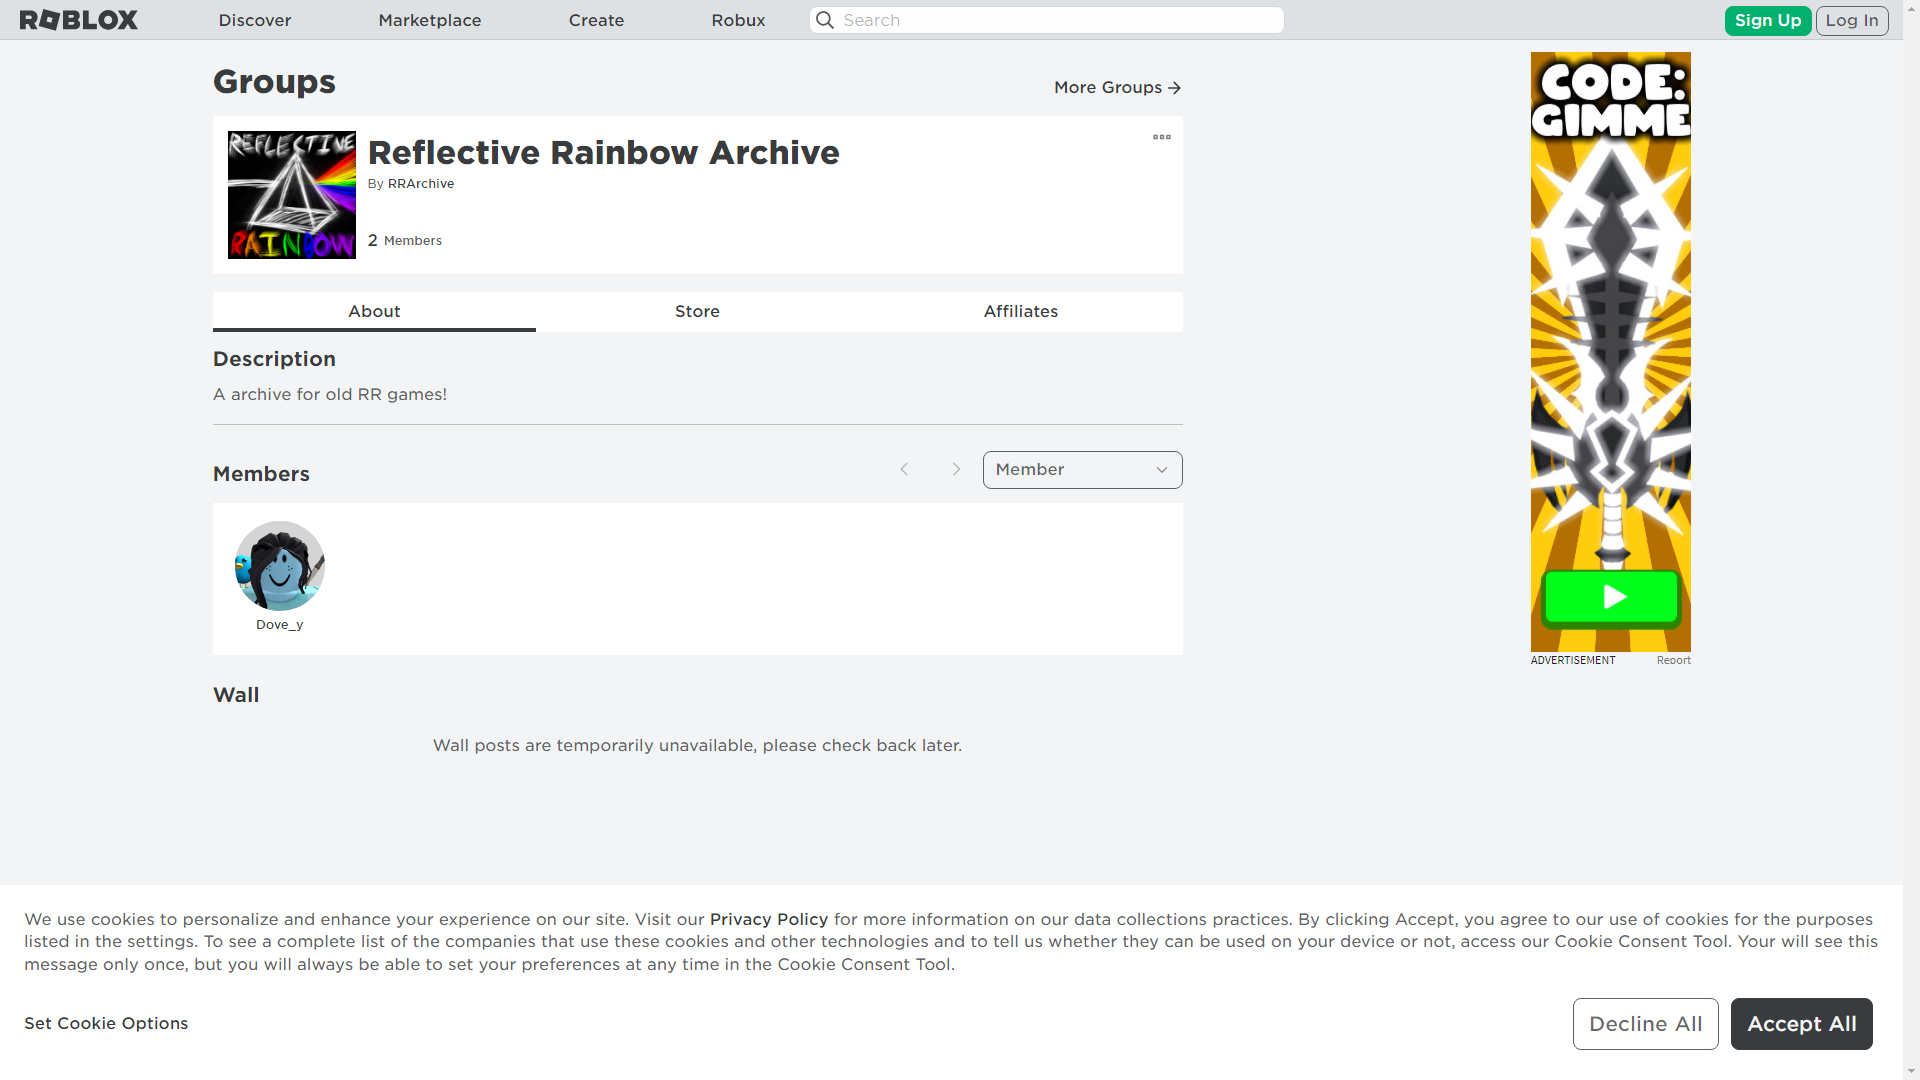 ROBLOX
Discover
Marketplace
Create
Robux
Search
Sign Up
Log In
Groups
More Groups
REFLECTIVE
RAINBOW
Reflective Rainbow Archive
By RRArchive
2 Members
About
Store
Affiliates
Description
A archive for old RR games!
Members
Member
Dove_y
Wall
Wall posts are temporarily unavailable, please check back later.
CODE:
GIMME
ADVERTISEMENT
Report
We use cookies to personalize and enhance your experience on our site. Visit our Privacy Policy for more information on our data collections practices. By clicking Accept, you agree to our use of cookies for the purposes
listed in the settings. To see a complete list of the companies that use these cookies and other technologies and to tell us whether they can be used on your device or not, access our Cookie Consent Tool. Your will see this
message only once, but you will always be able to set your preferences at any time in the Cookie Consent Tool.
Set Cookie Options
Decline All
Accept All